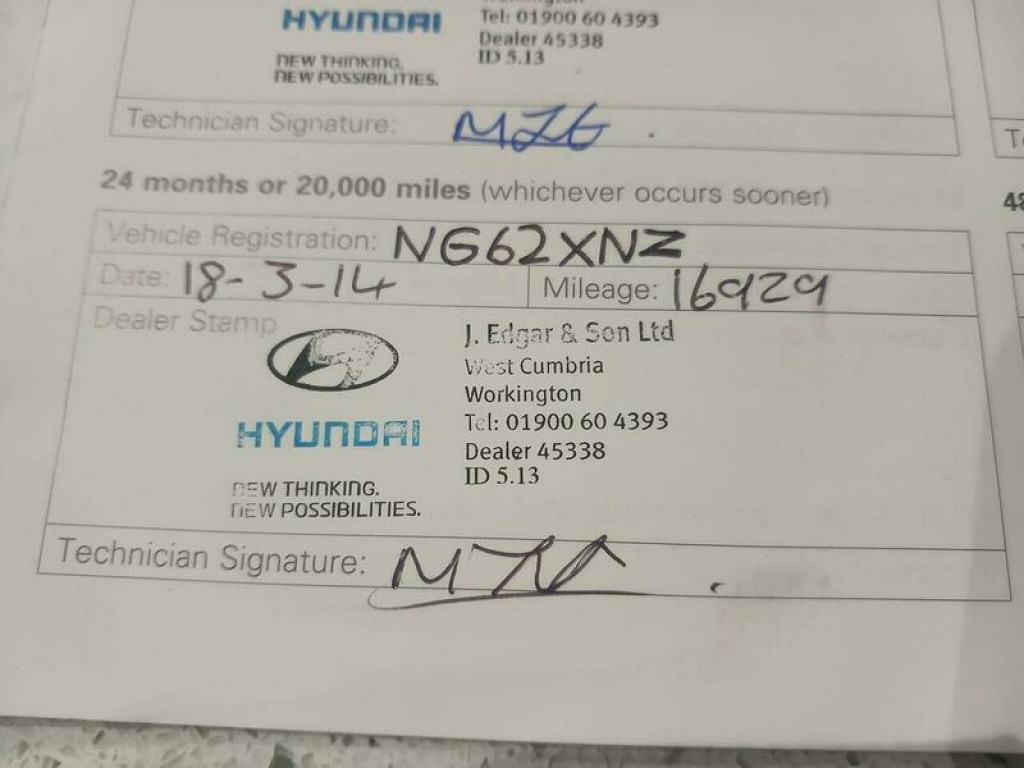 HYUNDAI
Tel: 01900 60 4393
Dealer 45338
ID 5.13
NEW THINKING.
NEW POSSIBILITIES.
Technician Signature:
24 months or 20,000 miles (whichever occurs sooner)
48
Vehicle Registration: NG62XNZ
Date: 18-3-14 Mileage: 16929
Dealer Stamp
J. Edgar & Son Ltd
West Cumbria
Workington
HYUNDAI
Tel: 01900 60 4393
Dealer 45338
ID 5.13
NEW THINKING.
NEW POSSIBILITIES.
Technician Signature: